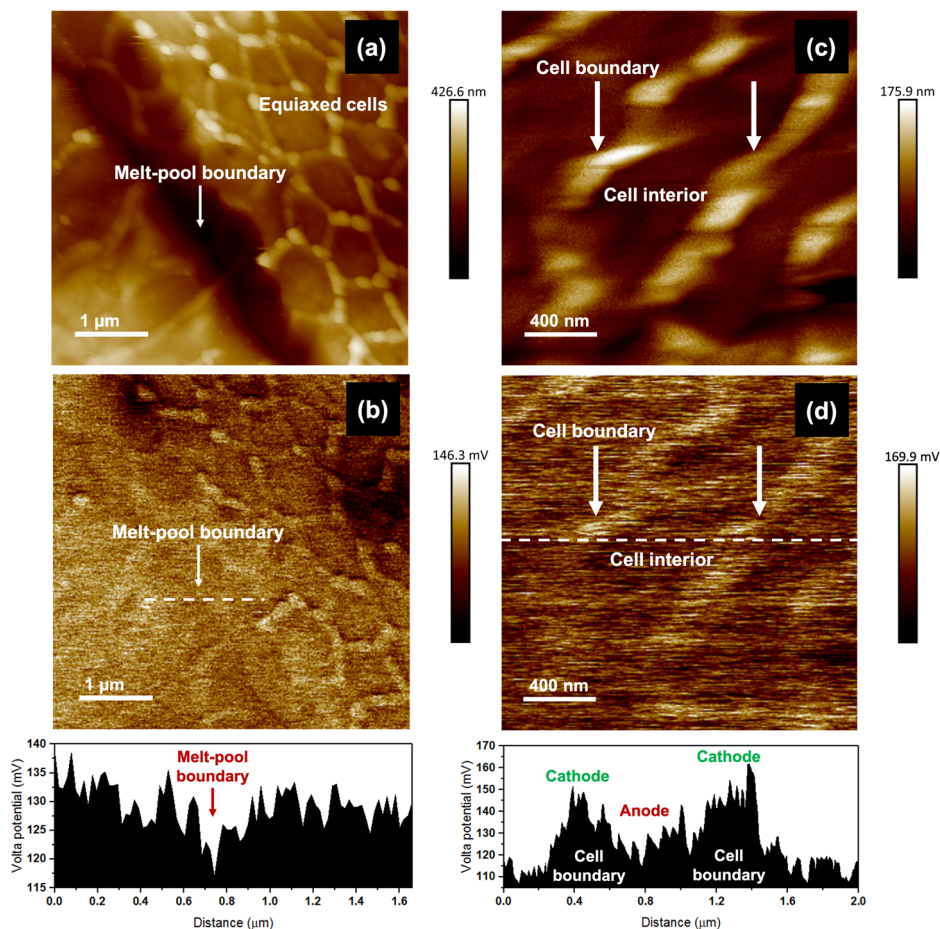 (a)
Equiaxed cells
Melt-pool boundary
1 µm
426.6 nm
(c)
Cell boundary
Cell interior
400 nm
175.9 nm
(b)
Melt-pool boundary
1 µm
146.3 mV
(d)
Cell boundary
Cell interior
400 nm
169.9 mV
Volta potential (mV)
140
135
130
125
120
115
Melt-pool
boundary
0.0 0.2 0.4 0.6 0.8 1.0 1.2 1.4 1.6
Distance (µm)
Volta potential (mV)
170
160
150
140
130
120
110
Cathode
Anode
Cathode
Cell
boundary
Cell
boundary
0.0 0.4 0.8 1.2 1.6 2.0
Distance (µm)